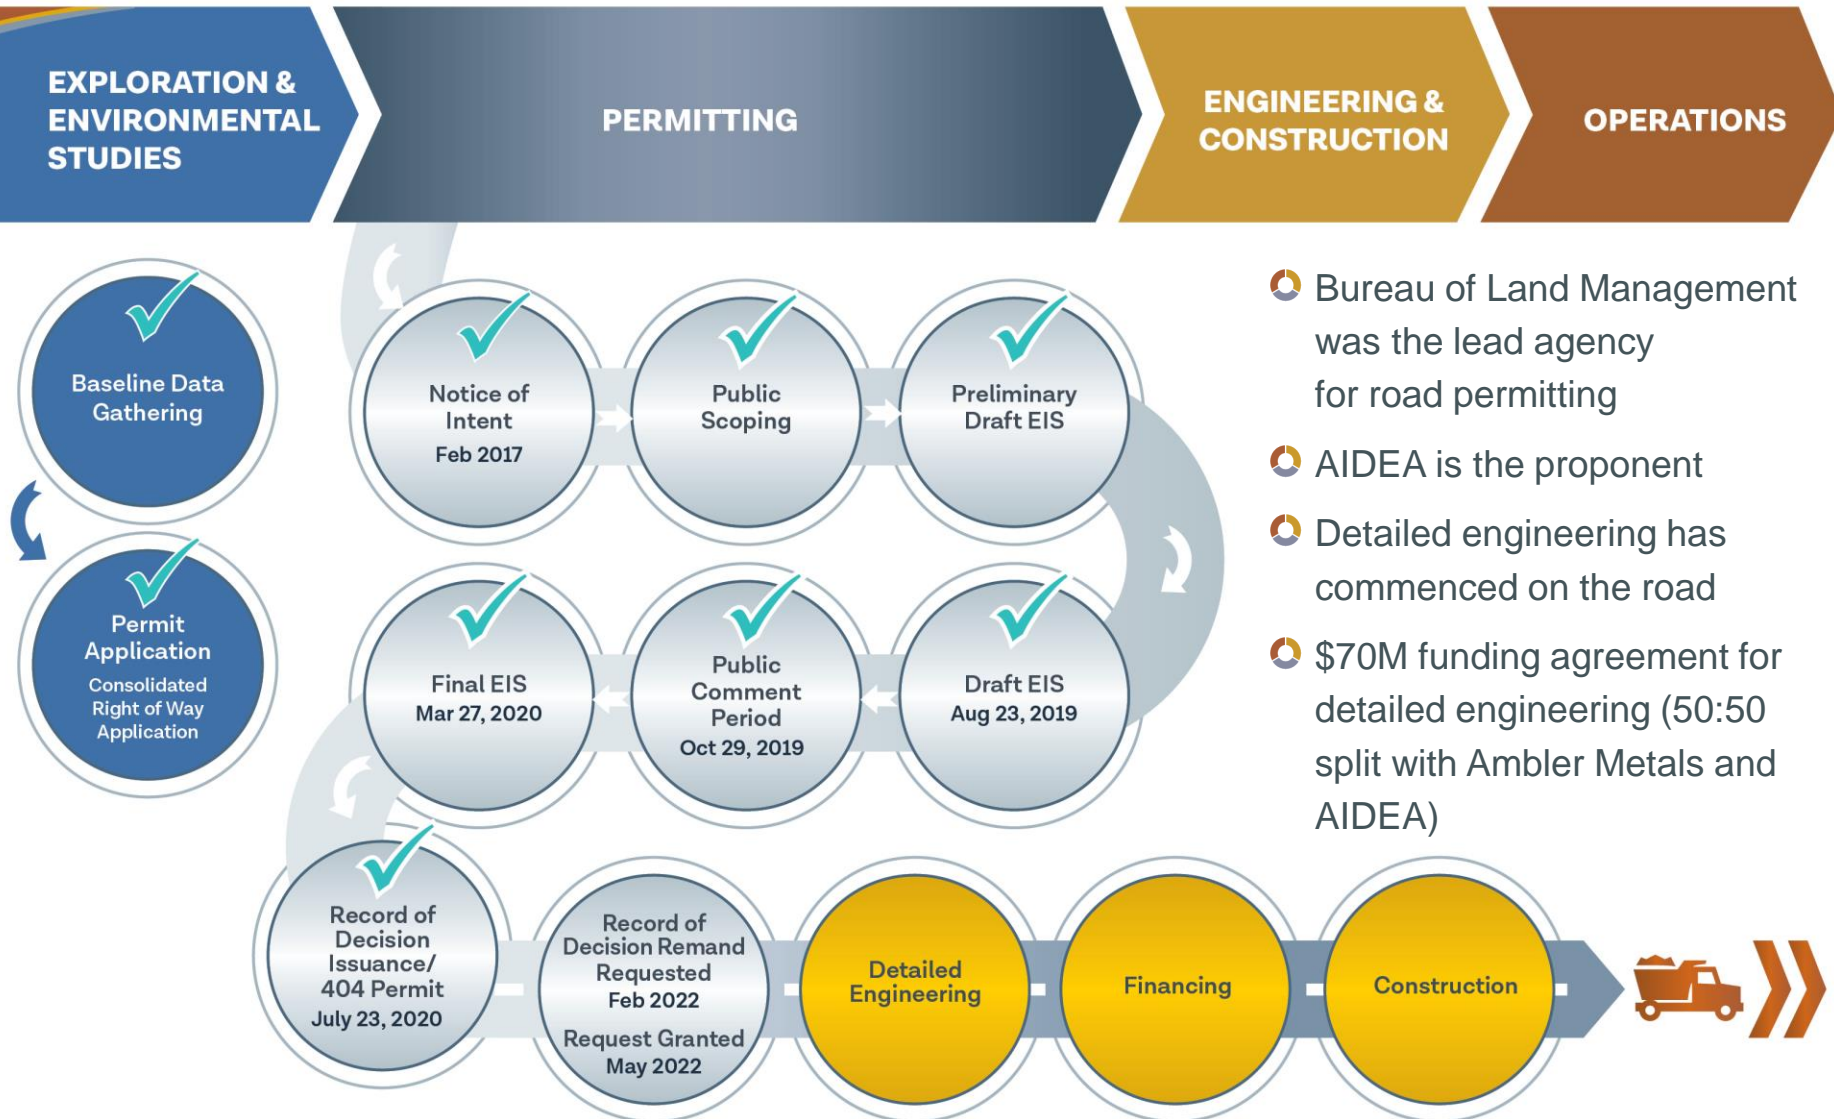 EXPLORATION &
ENVIRONMENTAL
STUDIES
PERMITTING
ENGINEERING &
CONSTRUCTION
OPERATIONS
Baseline Data
Gathering
Permit
Application
Consolidated
Right of Way
Application
Notice of
Intent
Feb 2017
Public
Scoping
Preliminary
Draft EIS
Draft EIS
Aug 23, 2019
Public
Comment
Period
Oct 29, 2019
Final EIS
Mar 27, 2020
Record of
Decision
Issuance/
404 Permit
July 23, 2020
Record of
Decision Remand
Requested
Feb 2022
Request Granted
May 2022
Detailed
Engineering
Financing
Construction
Bureau of Land Management
was the lead agency
for road permitting
AIDEA is the proponent
Detailed engineering has
commenced on the road
$70M funding agreement for
detailed engineering (50:50
split with Ambler Metals and
AIDEA)